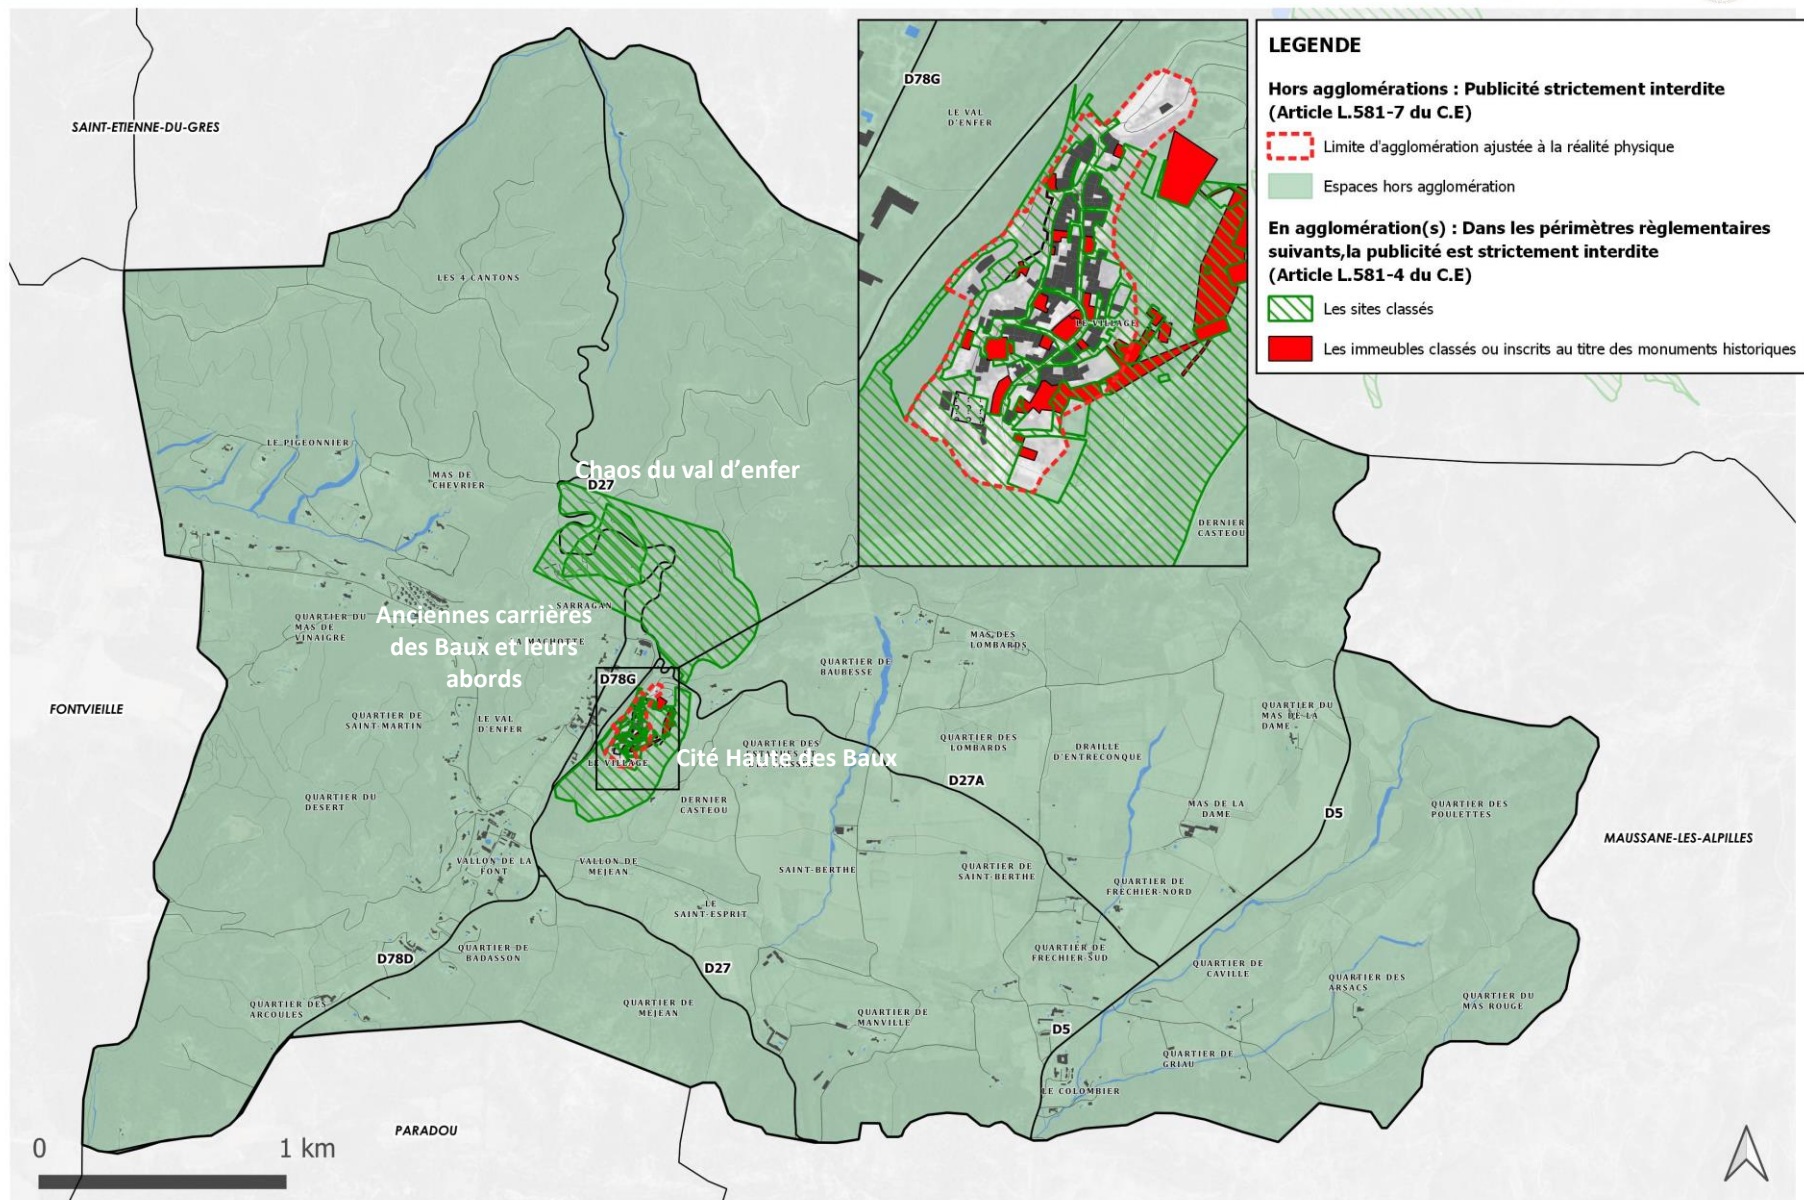 SAINT-ETIENNE-DU-GRES
D78G
LE VAL
D'ENFER
LE VILLAGE
DERNIER
CASTEOU
LEGENDE
Hors agglomérations : Publicité strictement interdite
(Article L.581-7 du C.E)
Limite d'agglomération ajustée à la réalité physique
Espaces hors agglomération
En agglomération(s) : Dans les périmètres règlementaires
suivants,la publicité est strictement interdite
(Article L.581-4 du C.E)
Les sites classés
Les immeubles classés ou inscrits au titre des monuments historiques
LES 4 CANTONS
LE PIGEONNIER
MAS DE
CHEVRIER
Chaos du val d'enfer
D27
SARRAGAN
QUARTIER DU
MAS DE
VINAIGRE
Anciennes carrières
des Baux et leurs
abords
LA MACHOTTE
MAS DES
LOMBARDS
QUARTIER DE
BAUBESSE
D78G
FONTVIEILLE
QUARTIER DE
SAINT-MARTIN
LE VAL
D'ENFER
QUARTIER DU
MAS DE LA
DAME
QUARTIER DES
Cité Haute des Baux
LE VILLAGE
QUARTIER DES
LOMBARDS
DRAILLE
D'ENTRECONQUE
D27A
QUARTIER DU
DESERT
DERNIER
CASTEOU
MAS DE LA
DAME
D5
QUARTIER DES
POULETTES
MAUSSANE-LES-ALPILLES
VALLON DE LA
FONT
VALLON DE
MEJEAN
SAINT-BERTHE
QUARTIER DE
SAINT-BERTHE
QUARTIER DE
FRECHIER-NORD
LE
SAINT-ESPRIT
D78D
QUARTIER DE
BADASSON
D27
QUARTIER DE
FRECHIER-SUD
QUARTIER DE
CAVILLE
QUARTIER DES
ARSACS
QUARTIER DU
MAS ROUGE
QUARTIER DES
ARCOULES
QUARTIER DE
MEJEAN
QUARTIER DE
MANVILLE
D5
QUARTIER DE
GRIAU
LE COLOMBIER
PARADOU
0 1 km